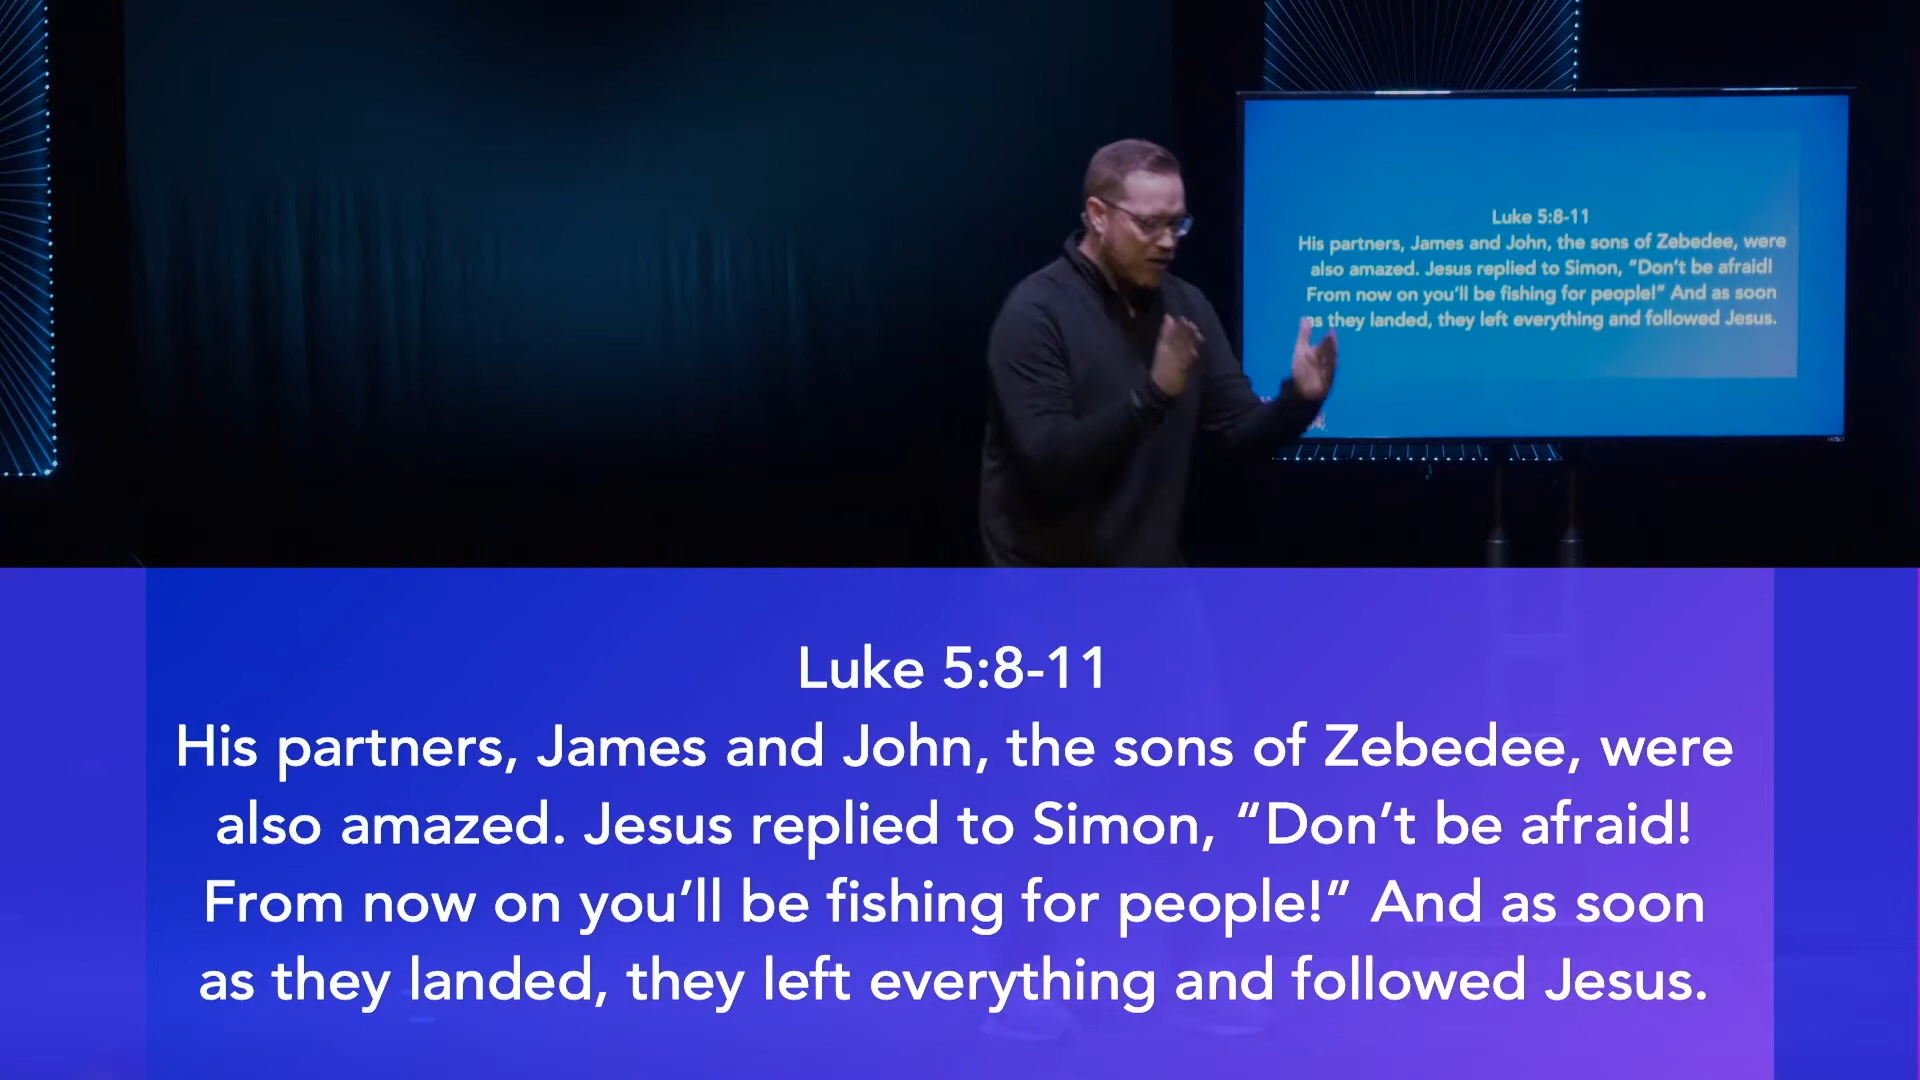 Luke 5:8-11
His partners, James and John, the sons of Zebedee, were
also amazed. Jesus replied to Simon, “Don’t be afraid!
From now on you’ll be fishing for people!” And as soon
as they landed, they left everything and followed Jesus.
Luke 5:8-11
His partners, James and John, the sons of Zebedee, were
also amazed. Jesus replied to Simon, “Don’t be afraid!
From now on you’ll be fishing for people!” And as soon
as they landed, they left everything and followed Jesus.